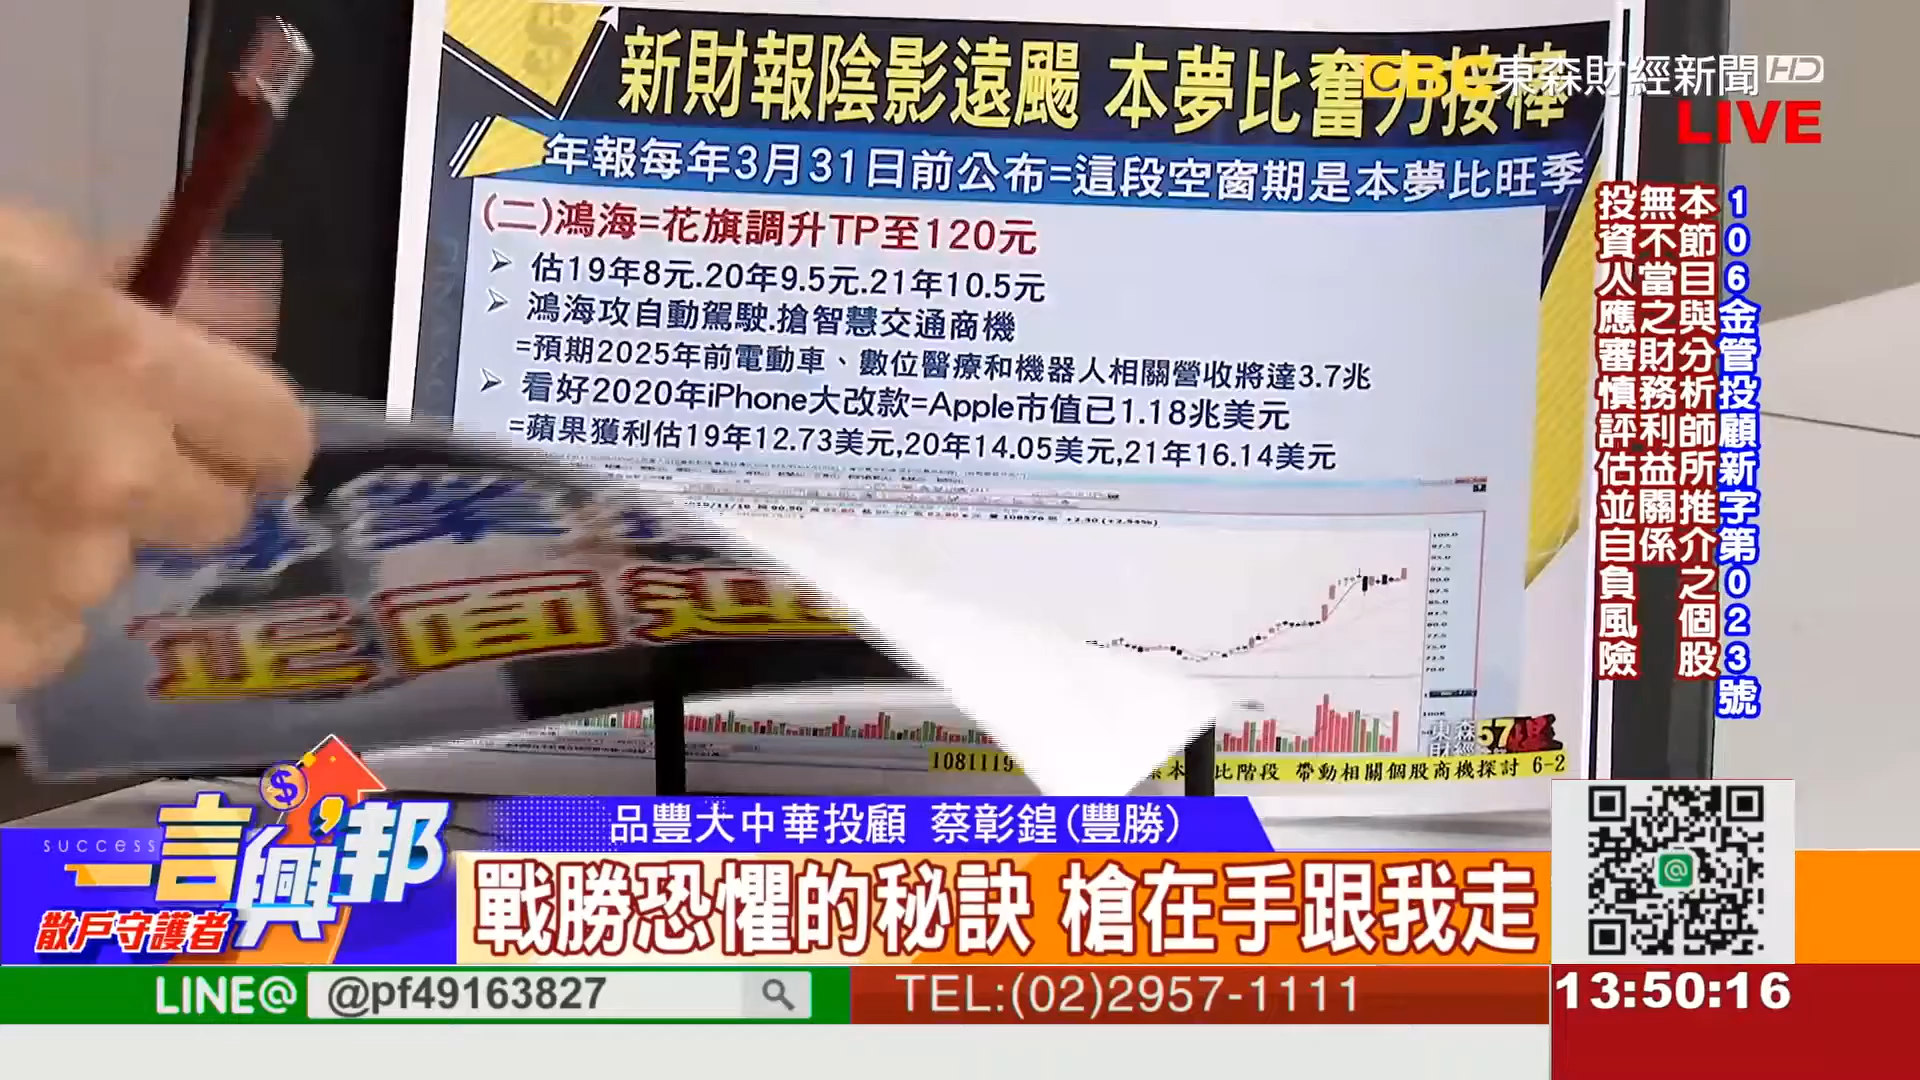 新財報陰影遠颺 本夢比奮力接棒
CBC東森財經新聞HD
LIVE
年報每年3月31日前公布=這段空窗期是本夢比旺季
(二)鴻海=花旗調升TP至120元
➢ 估19年8元.20年9.5元.21年10.5元
➢ 鴻海攻自動駕駛.搶智慧交通商機
=預期2025年前電動車、數位醫療和機器人相關營收將達3.7兆
➢ 看好2020年iPhone大改款=Apple市值已1.18兆美元
=蘋果獲利估19年12.73美元,20年14.05美元,21年16.14美元
106金管投顧新字第023號
本節目與分析師所推介之個股
無不當之財務利益關係
投資人應審慎評估並自負風險
正面迎
東森
財經
57
1081119
比階段 帶動相關個股商機探討 6-2
success
一言興邦
散戶守護者
品豐大中華投顧 蔡彰鍠(豐勝)
戰勝恐懼的秘訣 槍在手跟我走
LINE@ @pf49163827
TEL:(02)2957-1111
13:50:16